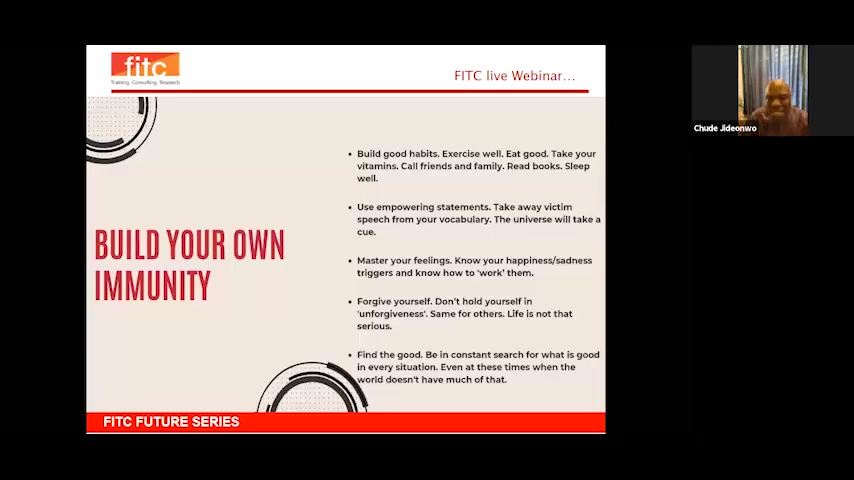 fitc
Training. Consulting. Research
FITC live Webinar...
Chude Jideonwo
BUILD YOUR OWN
IMMUNITY
• Build good habits. Exercise well. Eat good. Take your
vitamins. Call friends and family. Read books. Sleep
well.
• Use empowering statements. Take away victim
speech from your vocabulary. The universe will take a
cue.
• Master your feelings. Know your happiness/sadness
triggers and know how to 'work' them.
• Forgive yourself. Don't hold yourself in
'unforgiveness'. Same for others. Life is not that
serious.
• Find the good. Be in constant search for what is good
in every situation. Even at these times when the
world doesn't have much of that.
FITC FUTURE SERIES